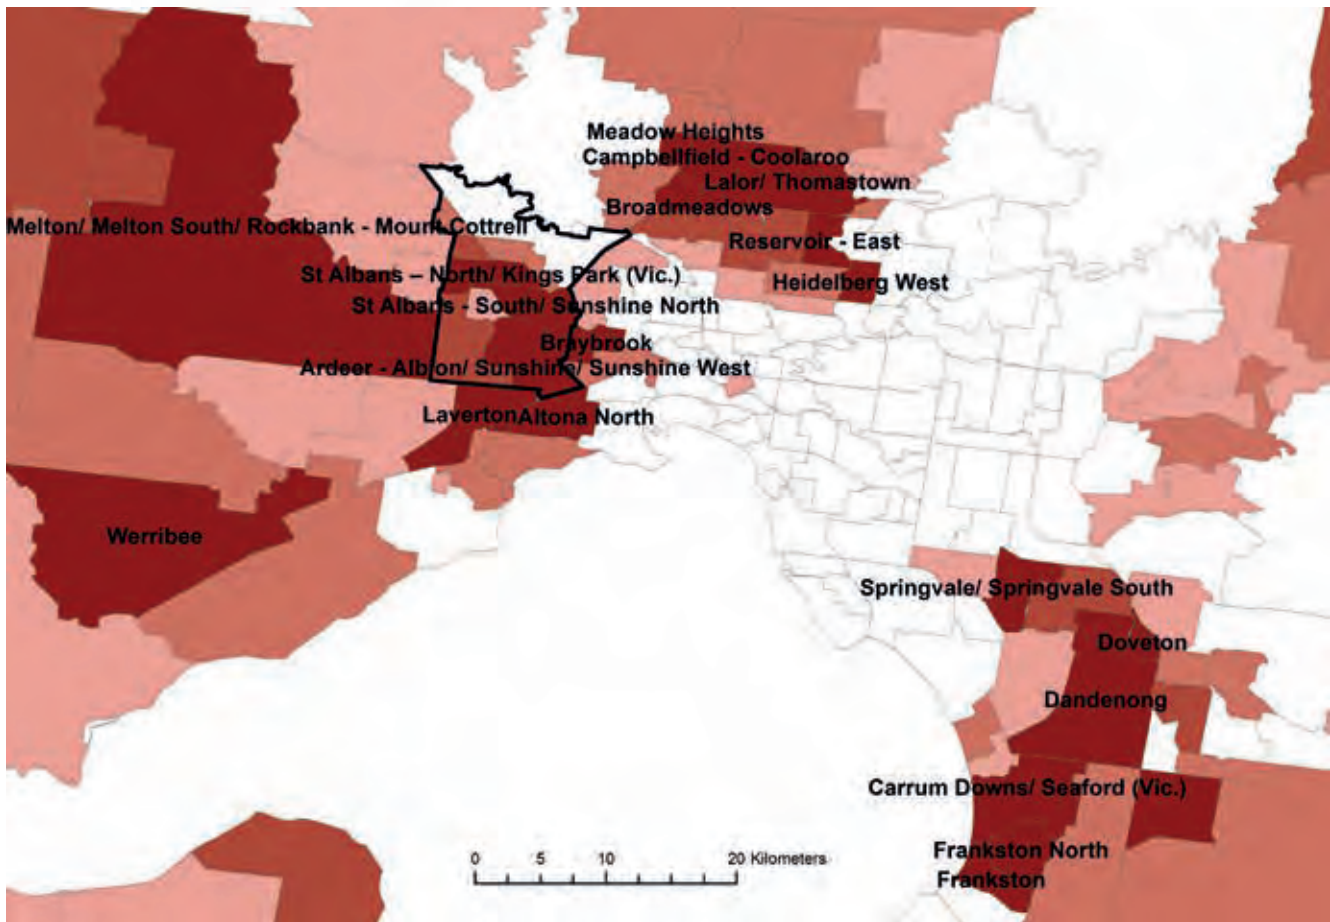 Meadow Heights
Campbellfield - Coolaroo
Lalor/ Thomastown
Broadmeadows
Melton/ Melton South/ Rockbank - Mount Cottrell
Reservoir - East
St Albans – North/ Kings Park (Vic.)
Heidelberg West
St Albans - South/ Sunshine North
Braybrook
Ardeer - Albion/ Sunshine/ Sunshine West
Laverton
Altona North
Werribee
Springvale/ Springvale South
Doveton
Dandenong
Carrum Downs/ Seaford (Vic.)
Frankston North
Frankston
0 5 10 20 Kilometers